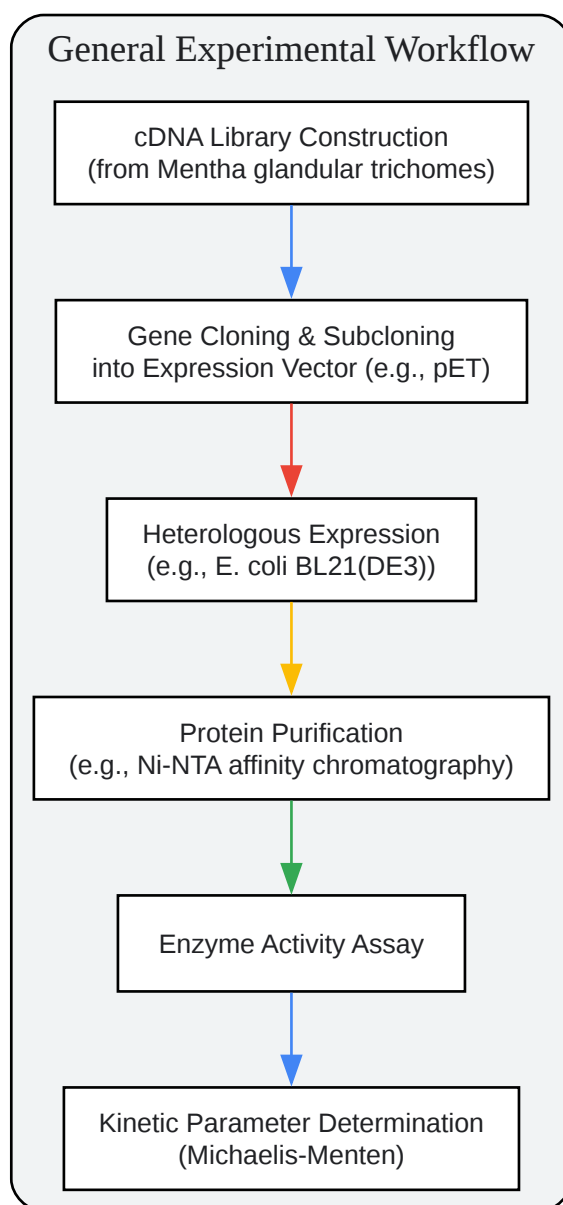 General Experimental Workflow
cDNA Library Construction
(from Mentha glandular trichomes)
Gene Cloning & Subcloning
into Expression Vector (e.g., pET)
Heterologous Expression
(e.g., E. coli BL21(DE3))
Protein Purification
(e.g., Ni-NTA affinity chromatography)
Enzyme Activity Assay
Kinetic Parameter Determination
(Michaelis-Menten)